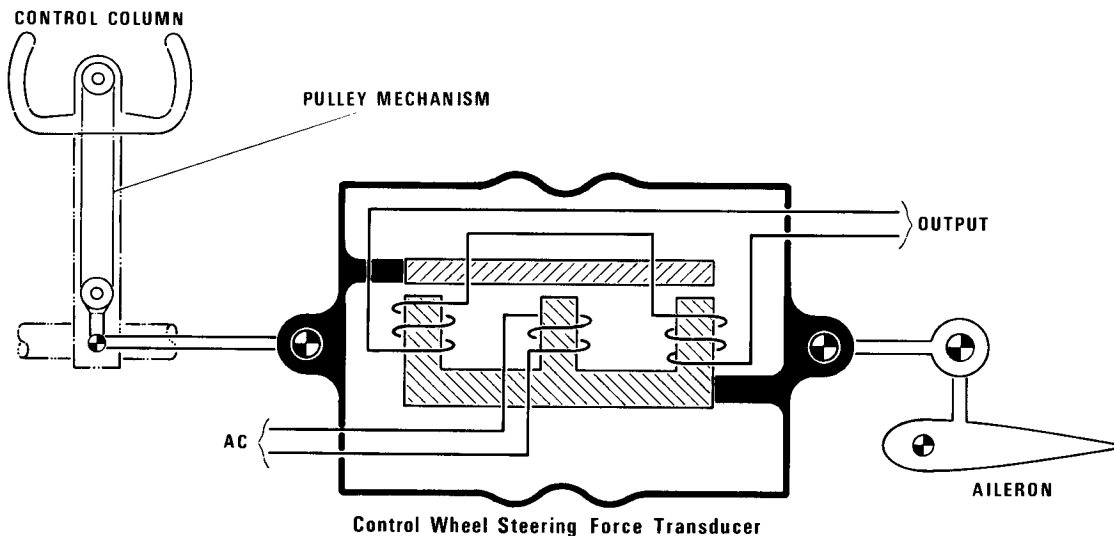 CONTROL COLUMN
PULLEY MECHANISM
OUTPUT
AC
AILERON
Control Wheel Steering Force Transducer